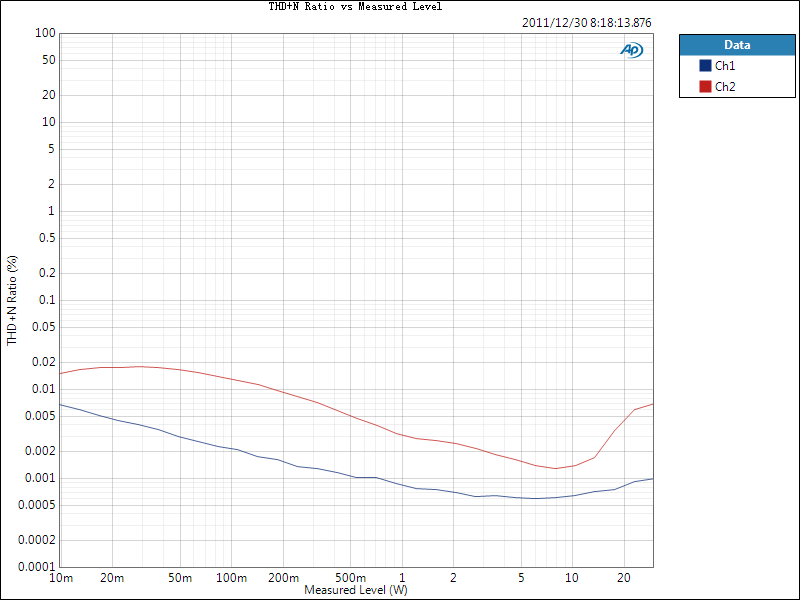 THD+N Ratio vs Measured Level
2011/12/30 8:18:13.876
AP
Data
Ch1
Ch2
THD+N Ratio (%)
100
50
20
10
5
2
1
0.5
0.2
0.1
0.05
0.02
0.01
0.005
0.002
0.001
0.0005
0.0002
0.0001
10m 20m 50m 100m 200m 500m 1 2 5 10 20
Measured Level (W)